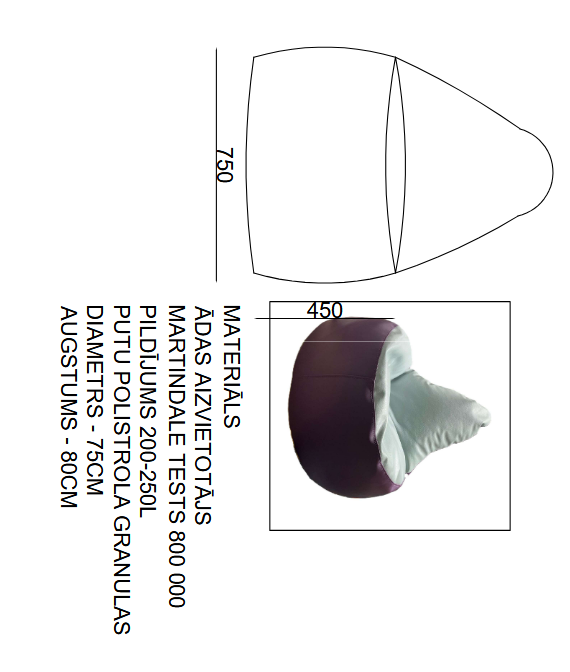 750
450
MATERIĀLS
ĀDAS AIZVIETOTĀJS
MARTINDALE TESTS 800 000
PILDĪJUMS 200-250L
PUTU POLISTROLA GRANULAS
DIAMETRS - 75CM
AUGSTUMS - 80CM